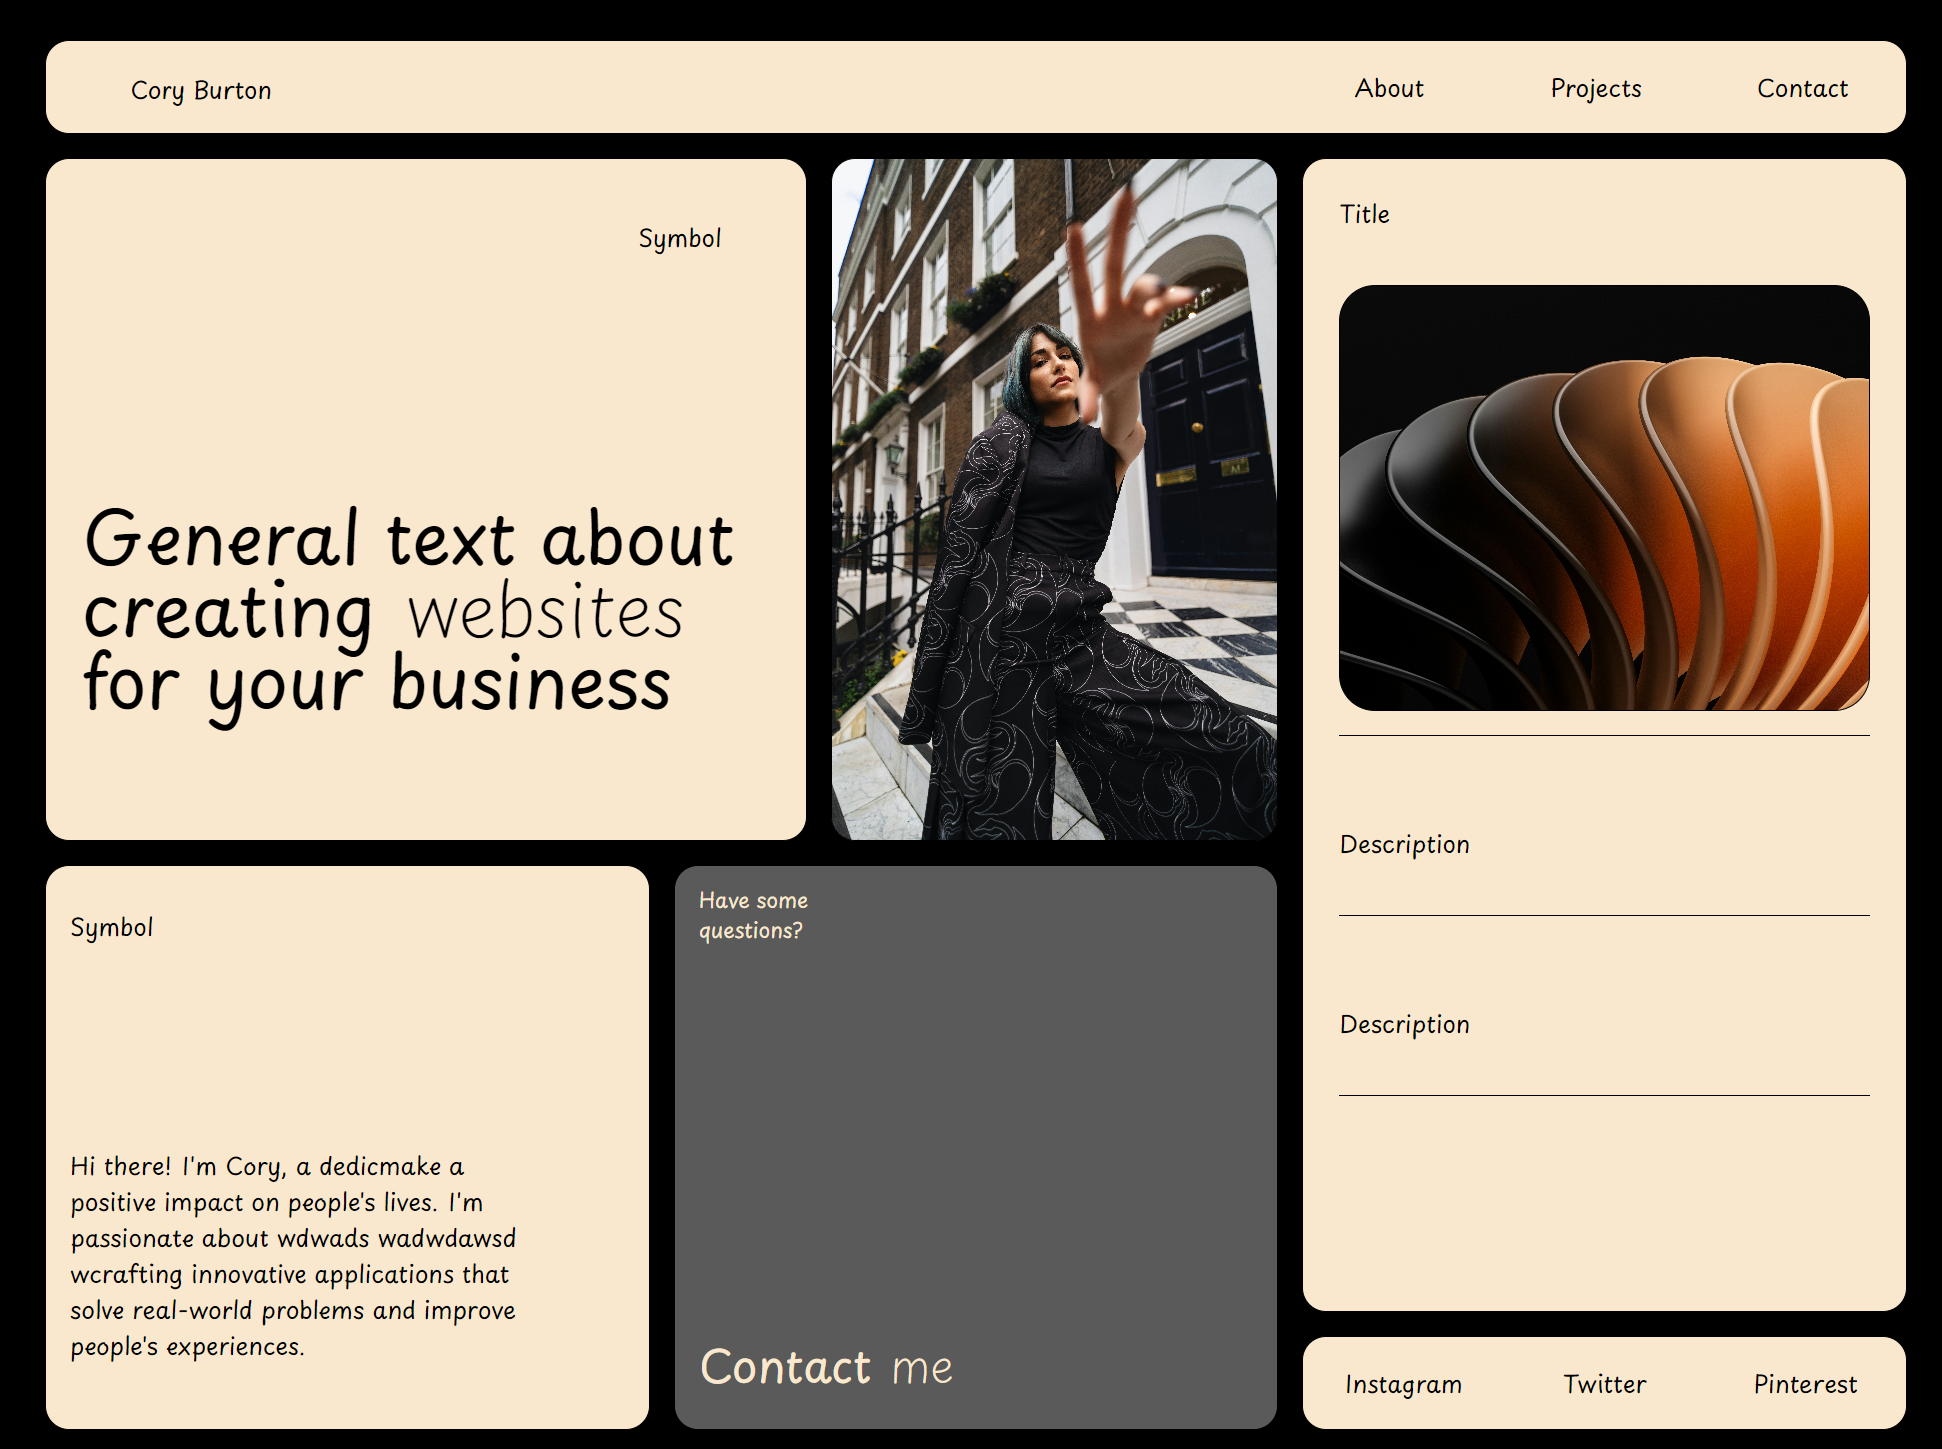 Cory Burton
About
Projects
Contact
Symbol
General text about
creating websites
for your business
Title
Description
Description
Symbol
Hi there! I'm Cory, a dedicmake a
positive impact on people's lives. I'm
passionate about wdwads wadwdawsd
wcrafting innovative applications that
solve real-world problems and improve
people's experiences.
Have some
questions?
Contact me
Instagram
Twitter
Pinterest